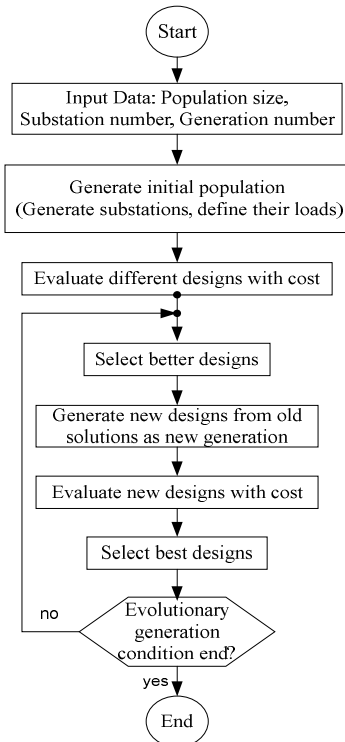 Start
Input Data: Population size,
Substation number, Generation number
Generate initial population
(Generate substations, define their loads)
Evaluate different designs with cost
Select better designs
Generate new designs from old
solutions as new generation
Evaluate new designs with cost
Select best designs
no
Evolutionary
generation
condition end?
yes
End